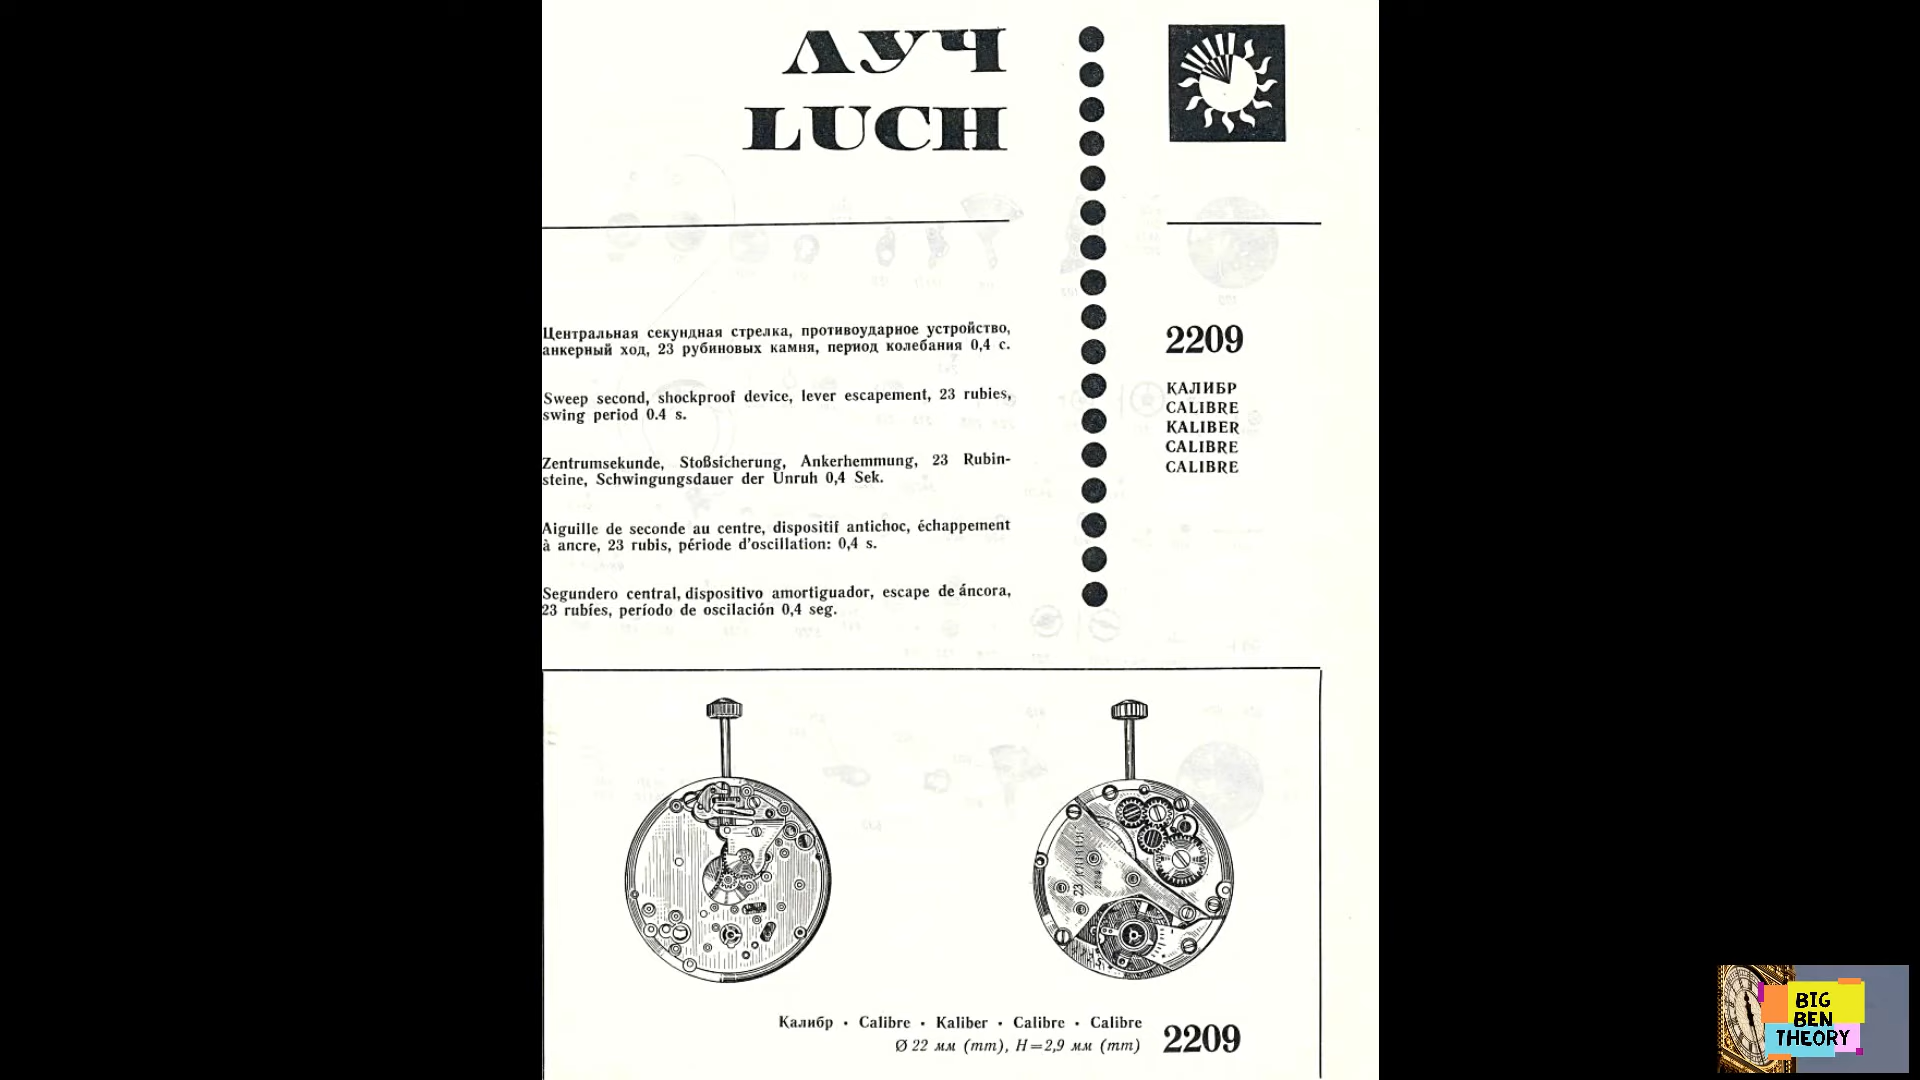 ЛУЧ
LUCH
Центральная секундная стрелка, противоударное устройство,
анкерный ход, 23 рубиновых камня, период колебания 0,4 с.
Sweep second, shockproof device, lever escapement, 23 rubies,
swing period 0.4 s.
Zentrumsekunde, Stoßsicherung, Ankerhemmung, 23 Rubin-
steine, Schwingungsdauer der Unruh 0,4 Sek.
Aiguille de seconde au centre, dispositif antichoc, échappement
à ancre, 23 rubis, période d'oscillation: 0,4 s.
Segundero central, dispositivo amortiguador, escape de áncora,
23 rubíes, período de oscilación 0,4 seg.
2209
КАЛИБР
CALIBRE
KALIBER
CALIBRE
CALIBRE
Калибр • Calibre • Kaliber • Calibre • Calibre
Ø 22 мм (mm), H=2,9 мм (mm)
2209
BIG
BEN
THEORY